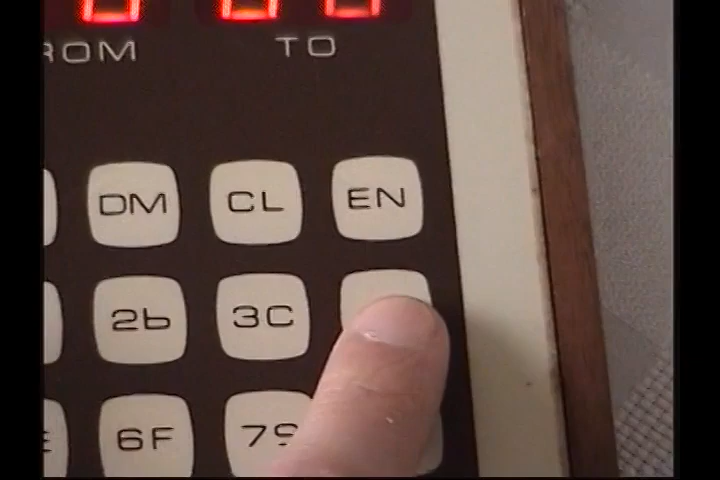 ROM TO
DM CL EN
2b 3C
6F